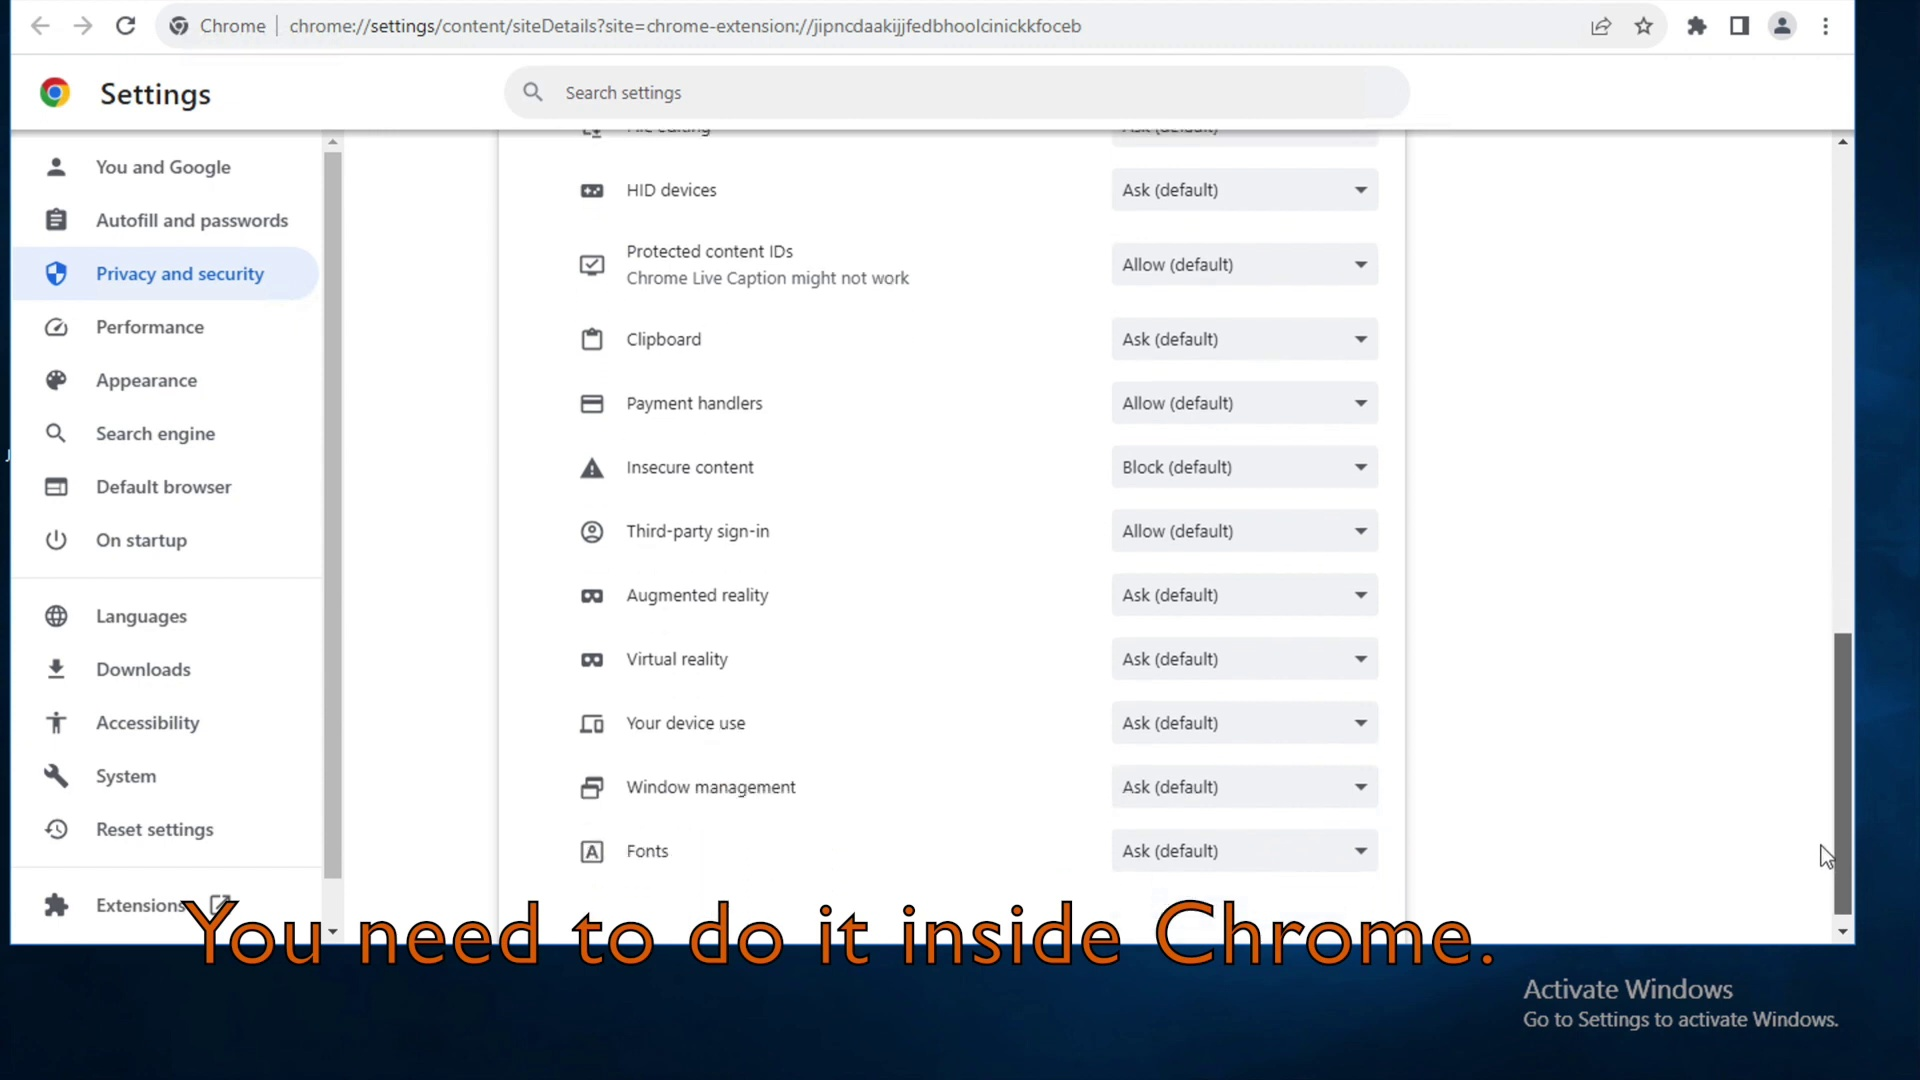 Chrome
chrome://settings/content/siteDetails?site=chrome-extension://jipncdaakijjfedbhoolcinickkfoceb
Settings
Search settings
You and Google
Autofill and passwords
Privacy and security
Performance
Appearance
Search engine
Default browser
On startup
Languages
Downloads
Accessibility
System
Reset settings
Extensions
File editing Ask (default)
HID devices Ask (default)
Protected content IDs
Chrome Live Caption might not work
Allow (default)
Clipboard Ask (default)
Payment handlers Allow (default)
Insecure content Block (default)
Third-party sign-in Allow (default)
Augmented reality Ask (default)
Virtual reality Ask (default)
Your device use Ask (default)
Window management Ask (default)
Fonts Ask (default)
You need to do it inside Chrome.
Activate Windows
Go to Settings to activate Windows.